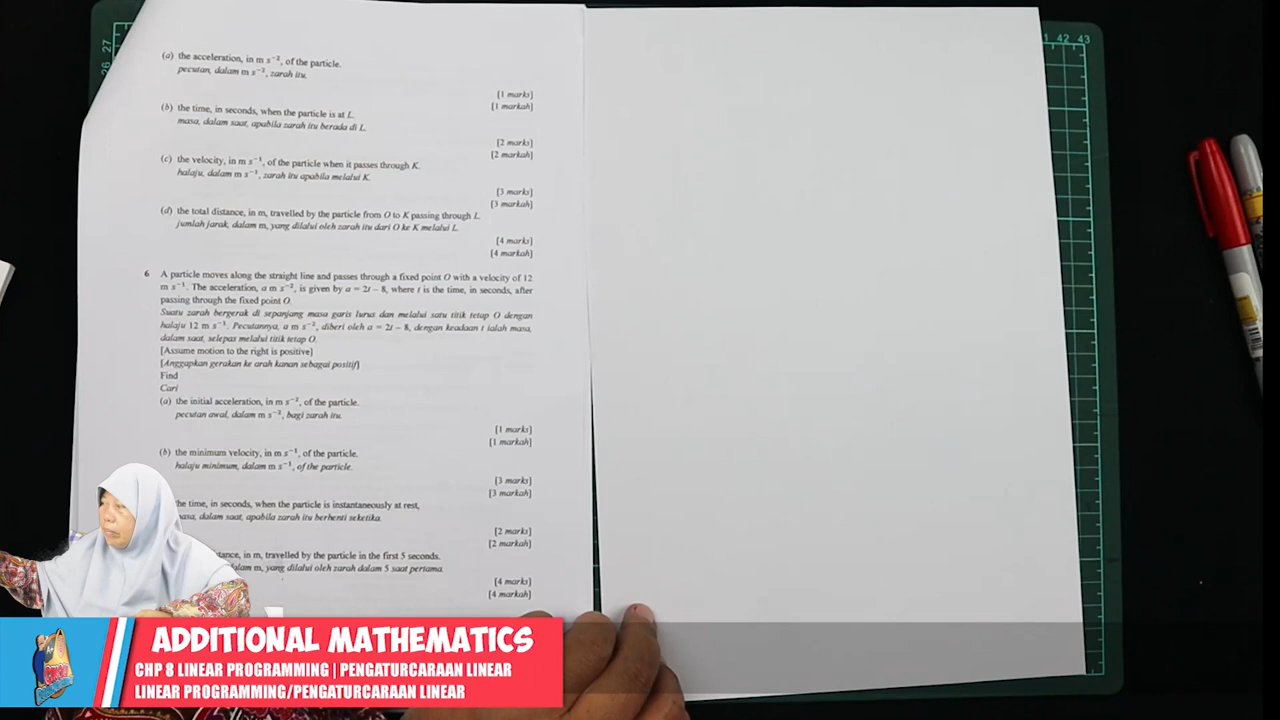 (a) the acceleration, in m s⁻², of the particle.
pecutan, dalam m s⁻², zarah itu.
[1 marks]
[1 markah]
(b) the time, in seconds, when the particle is at L.
masa, dalam saat, apabila zarah itu berada di L.
[2 marks]
[2 markah]
(c) the velocity, in m s⁻¹, of the particle when it passes through K.
halaju, dalam m s⁻¹, zarah itu apabila melalui K.
[3 marks]
[3 markah]
(d) the total distance, in m, travelled by the particle from O to K passing through L.
jumlah jarak, dalam m, yang dilalui oleh zarah itu dari O ke K melalui L.
[4 marks]
[4 markah]
6 A particle moves along the straight line and passes through a fixed point O with a velocity of 12
m s⁻¹. The acceleration, a m s⁻², is given by a = 2t – 8, where t is the time, in seconds, after
passing through the fixed point O.
Suatu zarah bergerak di sepanjang masa garis lurus dan melalui satu titik tetap O dengan
halaju 12 m s⁻¹. Pecutannya, a m s⁻², diberi oleh a = 2t – 8, dengan keadaan t ialah masa,
dalam saat, selepas melalui titik tetap O.
[Assume motion to the right is positive]
[Anggapkan gerakan ke arah kanan sebagai positif]
Find
Cari
(a) the initial acceleration, in m s⁻², of the particle.
pecutan awal, dalam m s⁻², bagi zarah itu.
[1 marks]
[1 markah]
(b) the minimum velocity, in m s⁻¹, of the particle.
halaju minimum, dalam m s⁻¹, of the particle.
[3 marks]
[3 markah]
the time, in seconds, when the particle is instantaneously at rest,
masa, dalam saat, apabila zarah itu berhenti seketika.
[2 marks]
[2 markah]
in m, travelled by the particle in the first 5 seconds.
dalam m, yang dilalui oleh zarah dalam 5 saat pertama.
[4 marks]
[4 markah]
27
26
42 43
ADDITIONAL MATHEMATICS
CHP 8 LINEAR PROGRAMMING | PENGATURCARAAN LINEAR
LINEAR PROGRAMMING/PENGATURCARAAN LINEAR